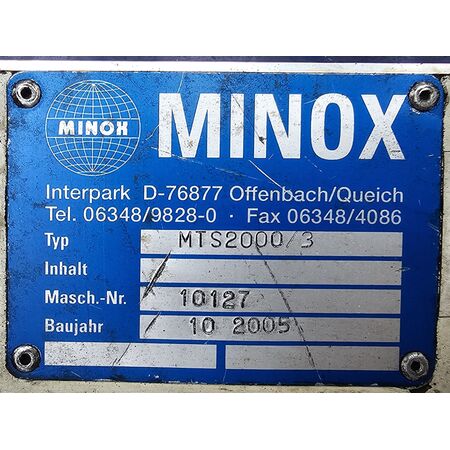 MINOX
MINOX
Interpark D-76877 Offenbach/Queich
Tel. 06348/9828-0 · Fax 06348/4086
Typ MTS2000/3
Inhalt
Masch.-Nr. 10127
Baujahr 10 2005